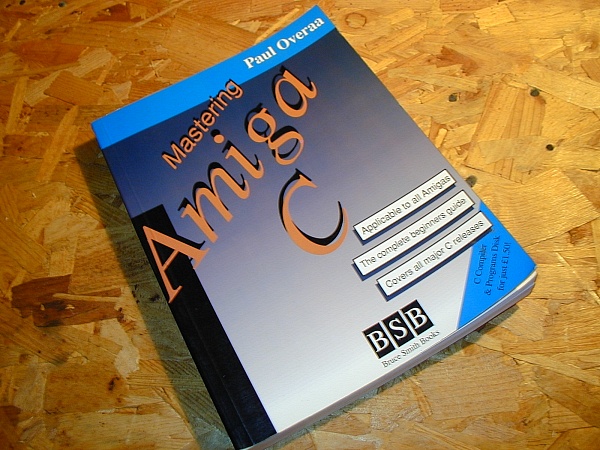 Paul Overaa
Mastering
Amiga
C
Applicable to all Amigas
The complete beginners guide
Covers all major C releases
C Compiler
& Programs Disk
for just £1.50!
BSB
Bruce Smith Books